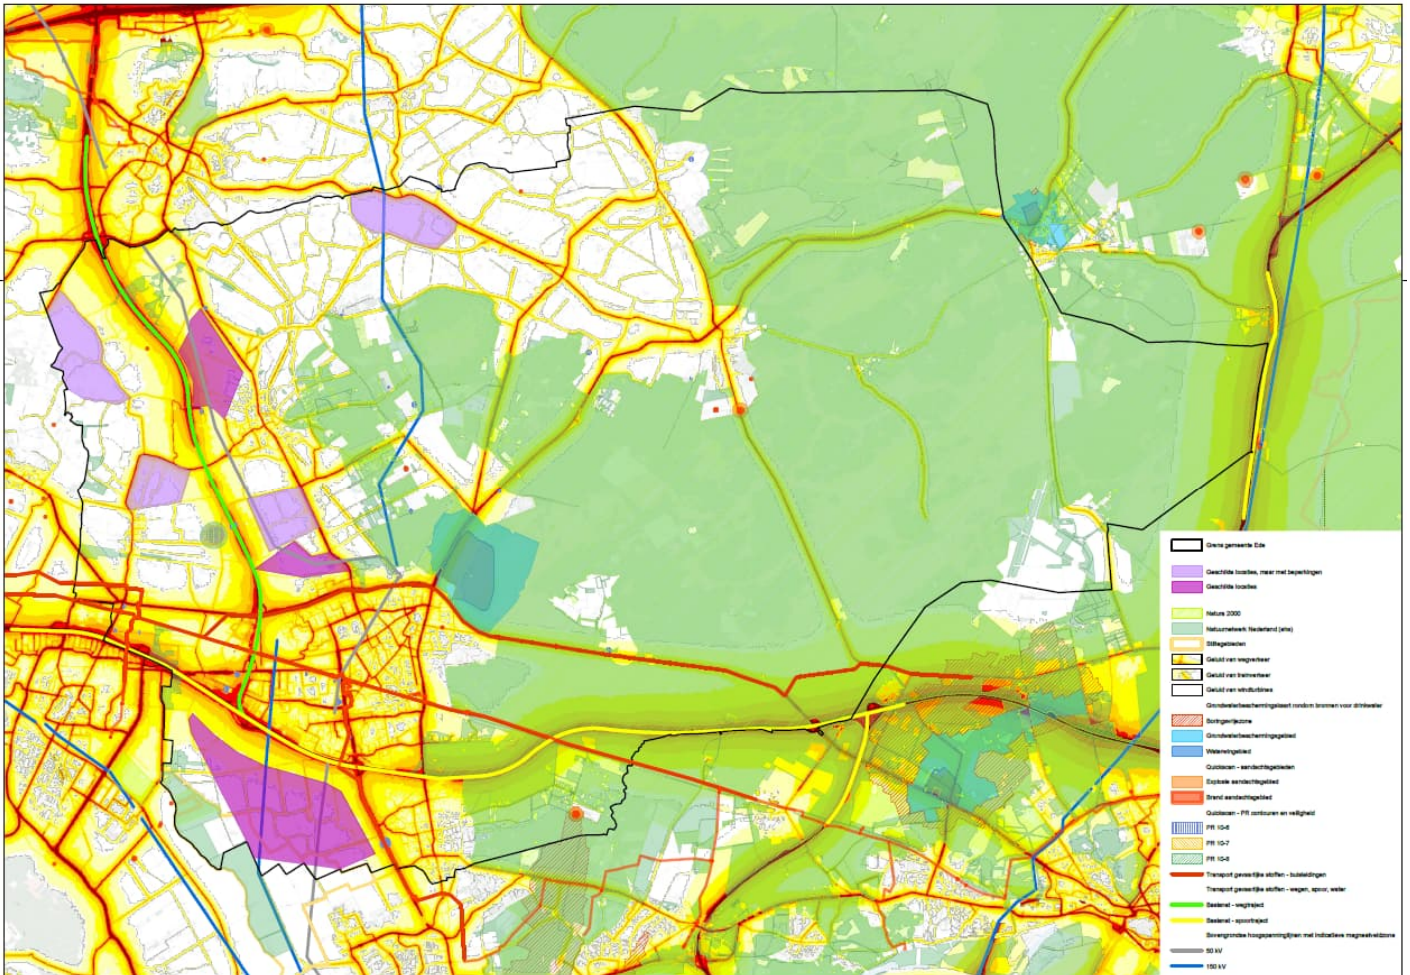 Grens gemeente Ede
Geschikte locaties, maar met beperkingen
Geschikte locaties
Natura 2000
Natuurnetwerk Nederland (ehs)
Stiltegebieden
Geluid van wegverkeer
Geluid van treinverkeer
Geluid van windturbines
Grondwaterbeschermingskaart rondom bronnen voor drinkwater
Boringsvrijezone
Grondwaterbeschermingsgebied
Waterwingebied
Quickscan - aandachtsgebieden
Explosie aandachtsgebied
Brand aandachtsgebied
Quickscan - PR contouren en veiligheid
PR 10-6
PR 10-7
PR 10-8
Transport gevaarlijke stoffen - buisleidingen
Transport gevaarlijke stoffen - wegen, spoor, water
Basisnet - wegtraject
Basisnet - spoortraject
Bovengrondse hoogspanningslijnen met indicatieve magneetveldzone
50 kV
150 kV